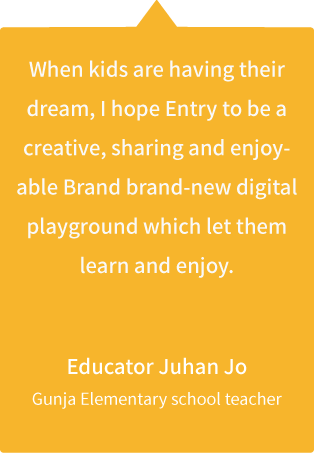 When kids are having their
dream, I hope Entry to be a
creative, sharing and enjoy-
able Brand brand-new digital
playground which let them
learn and enjoy.
Educator Juhan Jo
Gunja Elementary school teacher